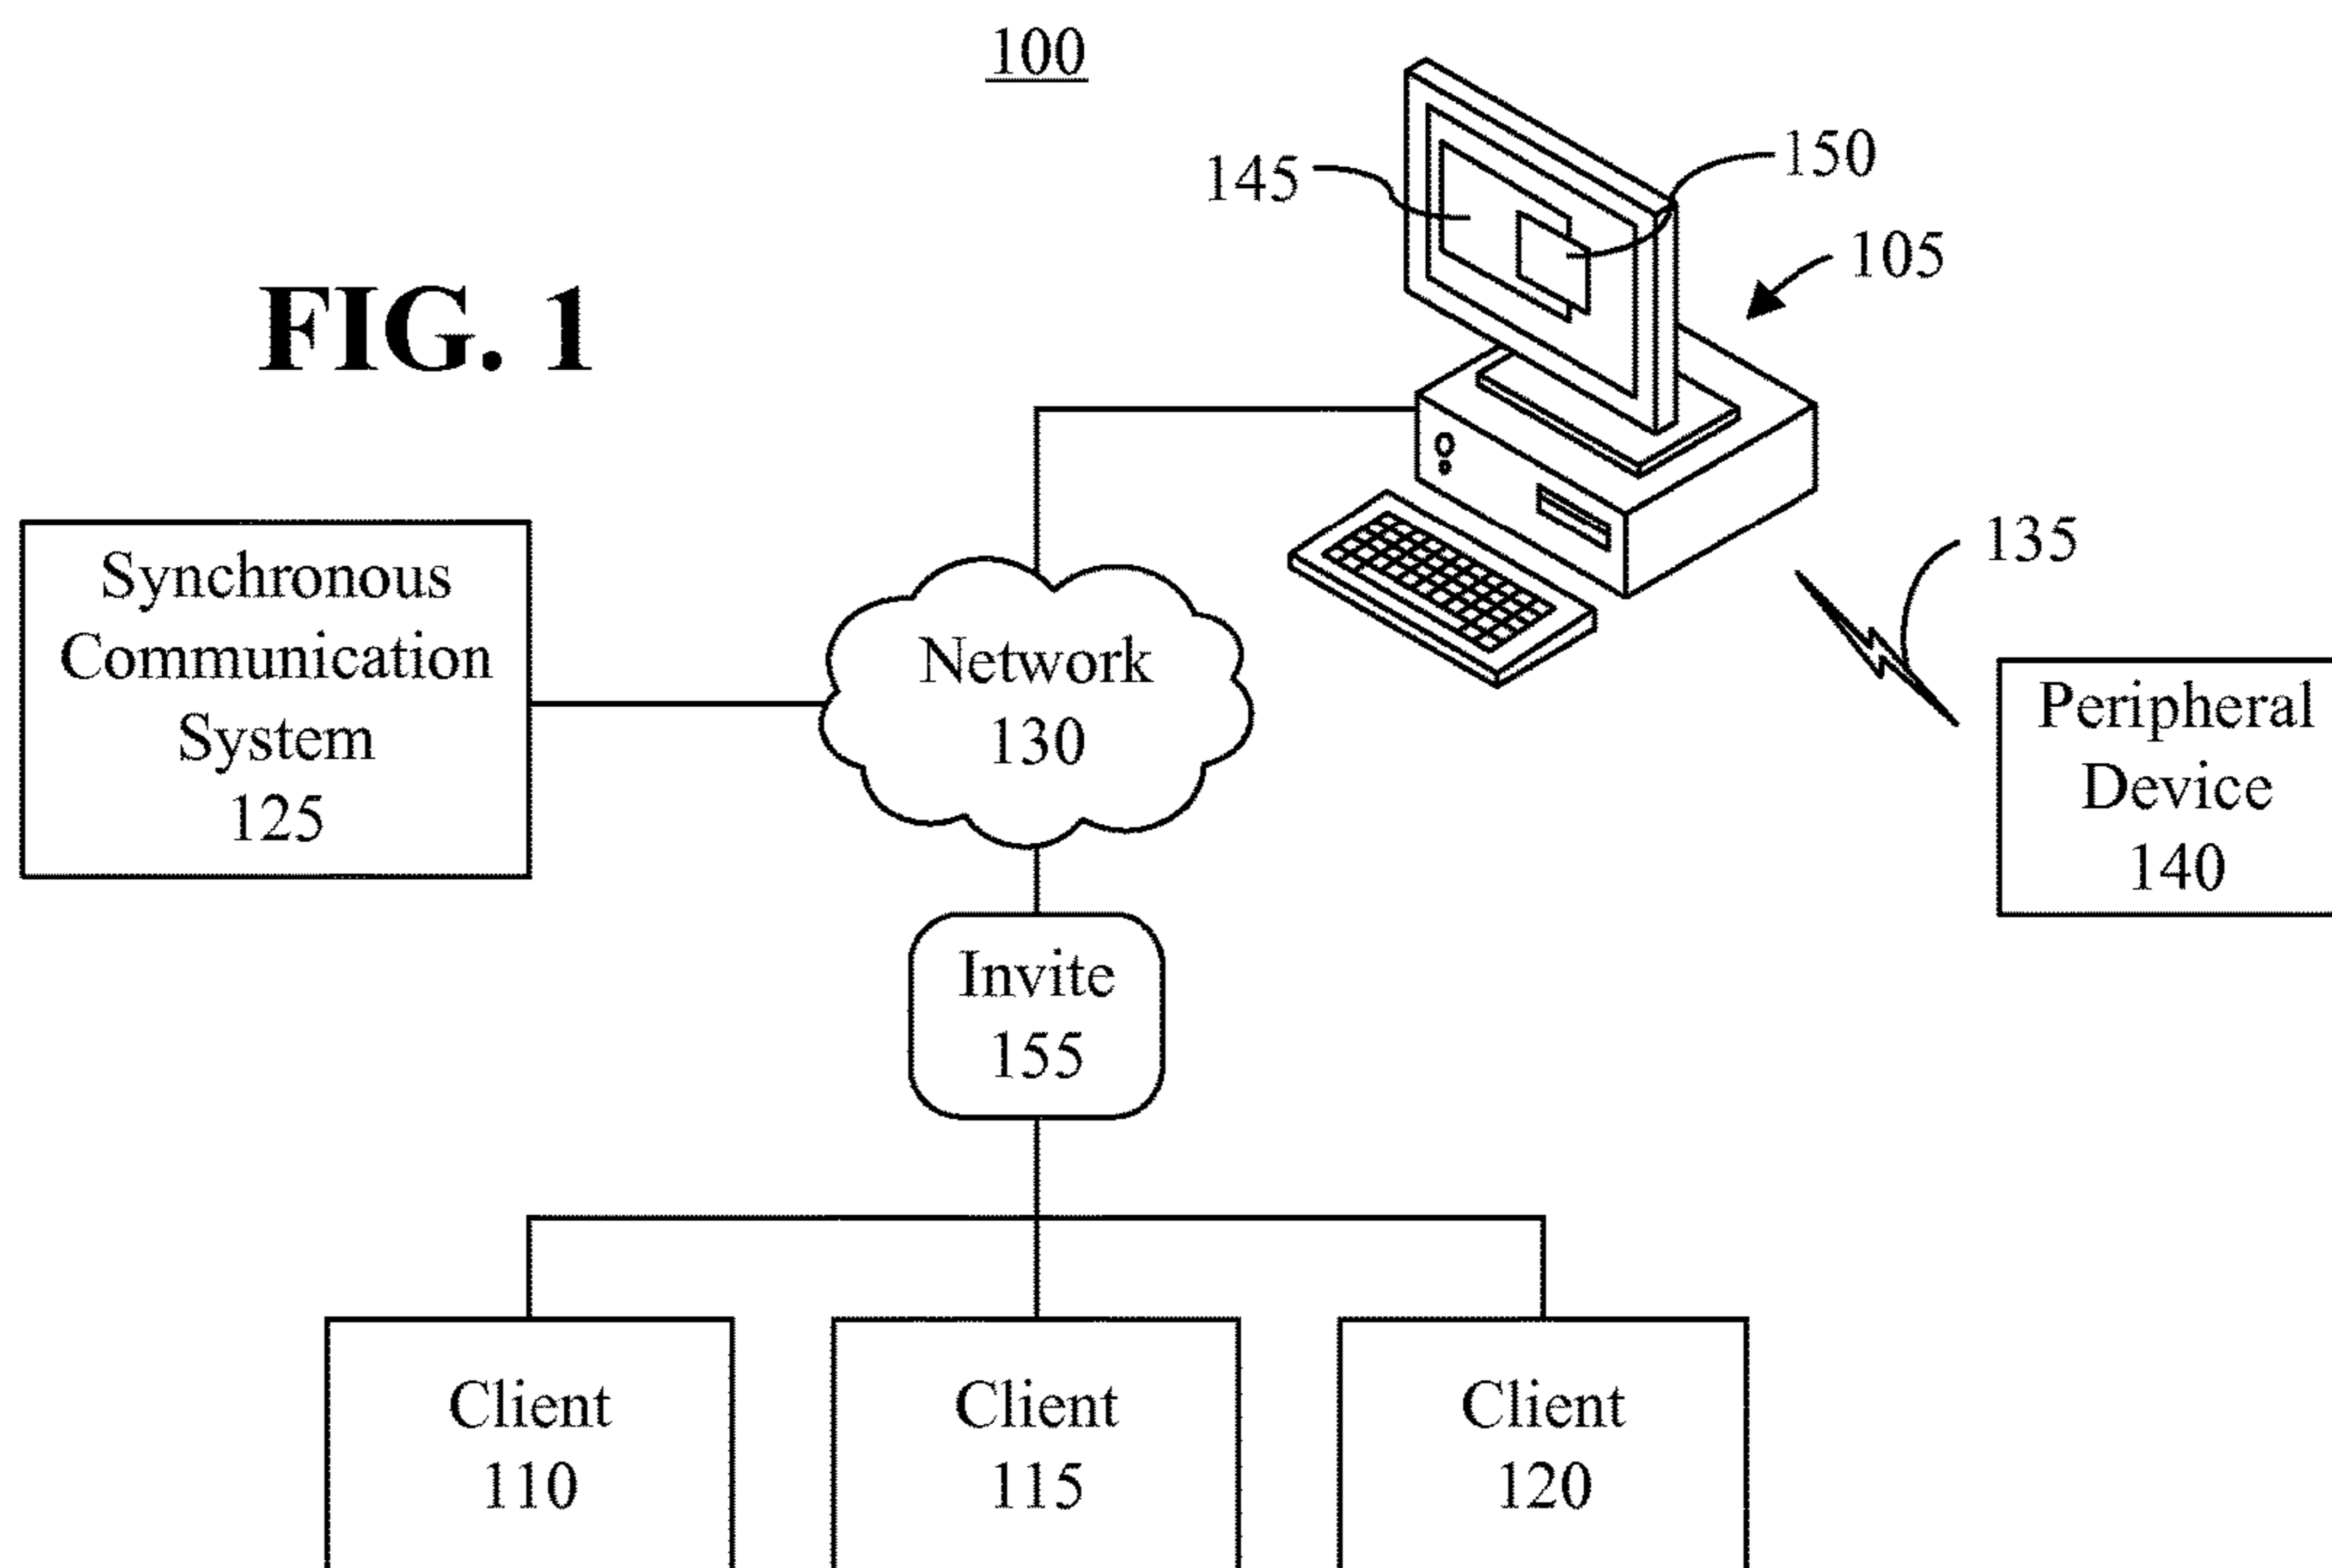 100
145
150
105
FIG. 1
135
Synchronous
Communication
System
125
Network
130
Peripheral
Device
140
Invite
155
Client
110
Client
115
Client
120